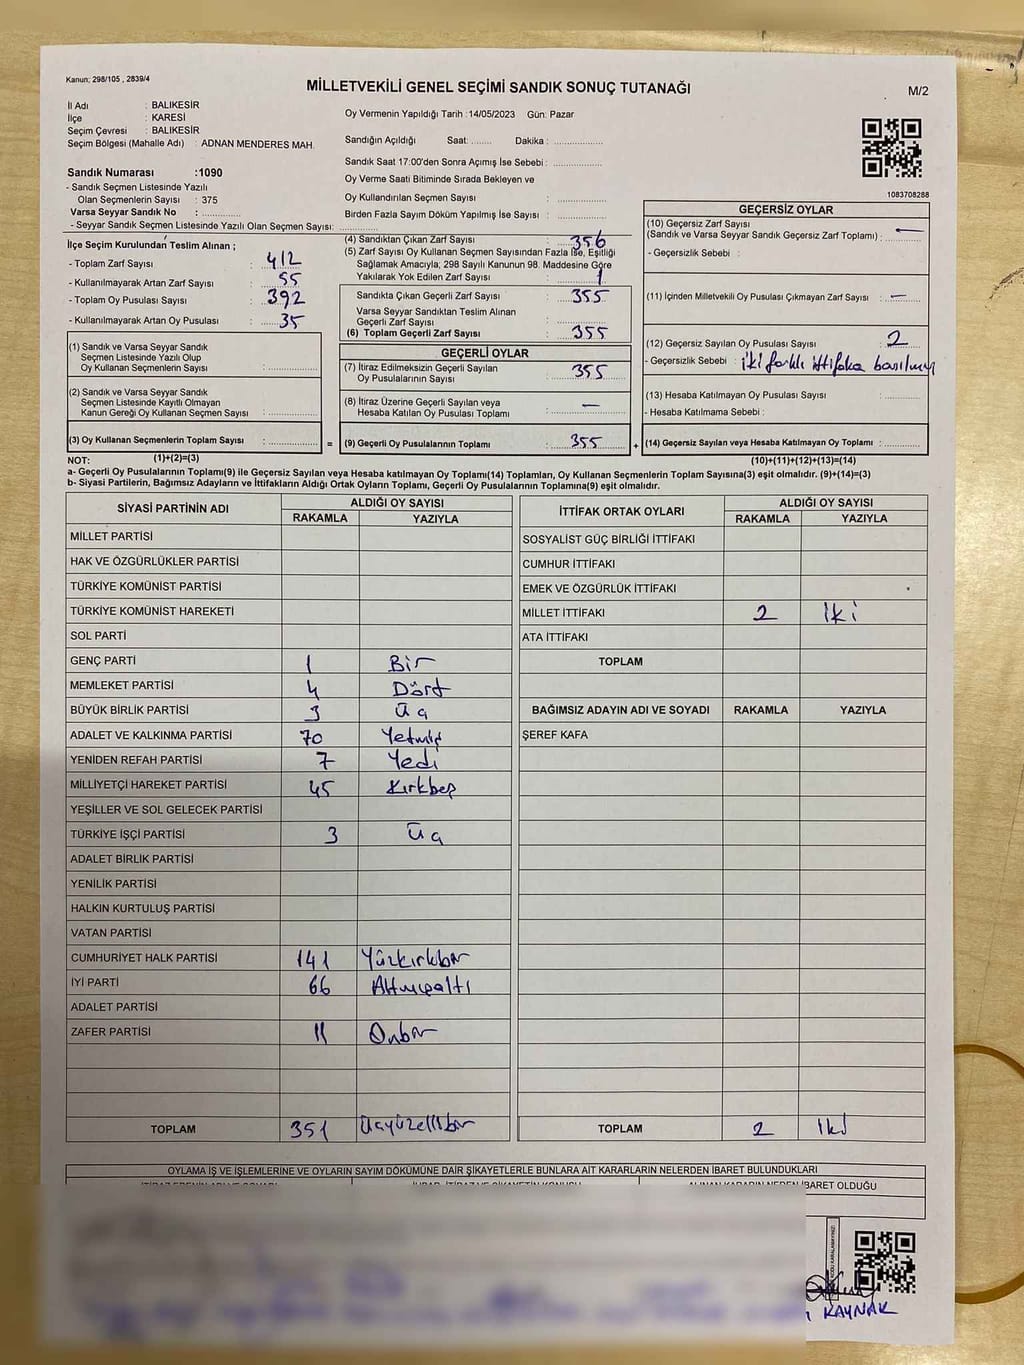 Kanun: 298/105 , 2839/4
MİLLETVEKİLİ GENEL SEÇİMİ SANDIK SONUÇ TUTANAĞI
M/2
İl Adı : BALIKESİR
İlçe : KARESİ
Seçim Çevresi : BALIKESİR
Seçim Bölgesi (Mahalle Adı) : ADNAN MENDERES MAH.
Oy Vermenin Yapıldığı Tarih :14/05/2023 Gün: Pazar
Sandığın Açıldığı Saat: ........ Dakika : ..................
Sandık Saat 17:00'den Sonra Açımış İse Sebebi : ..................
Oy Verme Saati Bitiminde Sırada Bekleyen ve
Oy Kullandırılan Seçmen Sayısı : ..................
Birden Fazla Sayım Döküm Yapılmış İse Sayısı : ..................
1083708288
Sandık Numarası :1090
- Sandık Seçmen Listesinde Yazılı
Olan Seçmenlerin Sayısı : 375
Varsa Seyyar Sandık No : ..............
- Seyyar Sandık Seçmen Listesinde Yazılı Olan Seçmen Sayısı: ..................
İlçe Seçim Kurulundan Teslim Alınan ;
- Toplam Zarf Sayısı : 412
- Kullanılmayarak Artan Zarf Sayısı : 55
- Toplam Oy Pusulası Sayısı : 392
- Kullanılmayarak Artan Oy Pusulası : 35
(1) Sandık ve Varsa Seyyar Sandık
Seçmen Listesinde Yazılı Olup
Oy Kullanan Seçmenlerin Sayısı : ..............
(2) Sandık ve Varsa Seyyar Sandık
Seçmen Listesinde Kayıtlı Olmayan
Kanun Gereği Oy Kullanan Seçmen Sayısı : ..............
(3) Oy Kullanan Seçmenlerin Toplam Sayısı : ..............
(1)+(2)=(3)
(4) Sandıktan Çıkan Zarf Sayısı : 356
(5) Zarf Sayısı Oy Kullanan Seçmen Sayısından Fazla İse, Eşitliği
Sağlamak Amacıyla; 298 Sayılı Kanunun 98. Maddesine Göre
Yakılarak Yok Edilen Zarf Sayısı : 1
Sandıkta Çıkan Geçerli Zarf Sayısı : 355
Varsa Seyyar Sandıktan Teslim Alınan
Geçerli Zarf Sayısı : ..............
(6) Toplam Geçerli Zarf Sayısı : 355
GEÇERLİ OYLAR
(7) İtiraz Edilmeksizin Geçerli Sayılan
Oy Pusulalarının Sayısı : 355
(8) İtiraz Üzerine Geçerli Sayılan veya
Hesaba Katılan Oy Pusulası Toplamı : —
= (9) Geçerli Oy Pusulalarının Toplamı : 355
GEÇERSİZ OYLAR
(10) Geçersiz Zarf Sayısı
(Sandık ve Varsa Seyyar Sandık Geçersiz Zarf Toplamı) : —
- Geçersizlik Sebebi :
(11) İçinden Milletvekili Oy Pusulası Çıkmayan Zarf Sayısı : —
(12) Geçersiz Sayılan Oy Pusulası Sayısı : 2
- Geçersizlik Sebebi : iki farklı ittifaka basılması
(13) Hesaba Katılmayan Oy Pusulası Sayısı : ..............
- Hesaba Katılmama Sebebi :
+ (14) Geçersiz Sayılan veya Hesaba Katılmayan Oy Toplamı : ..............
(10)+(11)+(12)+(13)=(14)
NOT:
a- Geçerli Oy Pusulalarının Toplamı(9) ile Geçersiz Sayılan veya Hesaba katılmayan Oy Toplamı(14) Toplamları, Oy Kullanan Seçmenlerin Toplam Sayısına(3) eşit olmalıdır. (9)+(14)=(3)
b- Siyasi Partilerin, Bağımsız Adayların ve İttifakların Aldığı Ortak Oyların Toplamı, Geçerli Oy Pusulalarının Toplamına(9) eşit olmalıdır.
SİYASİ PARTİNİN ADI ALDIĞI OY SAYISI
RAKAMLA YAZIYLA
MİLLET PARTİSİ
HAK VE ÖZGÜRLÜKLER PARTİSİ
TÜRKİYE KOMÜNİST PARTİSİ
TÜRKİYE KOMÜNİST HAREKETİ
SOL PARTİ
GENÇ PARTİ 1 Bir
MEMLEKET PARTİSİ 4 Dört
BÜYÜK BİRLİK PARTİSİ 3 Üç
ADALET VE KALKINMA PARTİSİ 70 Yetmiş
YENİDEN REFAH PARTİSİ 7 Yedi
MİLLİYETÇİ HAREKET PARTİSİ 45 Kırkbeş
YEŞİLLER VE SOL GELECEK PARTİSİ
TÜRKİYE İŞÇİ PARTİSİ 3 Üç
ADALET BİRLİK PARTİSİ
YENİLİK PARTİSİ
HALKIN KURTULUŞ PARTİSİ
VATAN PARTİSİ
CUMHURİYET HALK PARTİSİ 141 Yüzkırkbir
İYİ PARTİ 66 Altmışaltı
ADALET PARTİSİ
ZAFER PARTİSİ 11 Onbir
TOPLAM 351 Üçyüzellibir
İTTİFAK ORTAK OYLARI ALDIĞI OY SAYISI
RAKAMLA YAZIYLA
SOSYALİST GÜÇ BİRLİĞİ İTTİFAKI
CUMHUR İTTİFAKI
EMEK VE ÖZGÜRLÜK İTTİFAKI
MİLLET İTTİFAKI 2 İki
ATA İTTİFAKI
TOPLAM
BAĞIMSIZ ADAYIN ADI VE SOYADI RAKAMLA YAZIYLA
ŞEREF KAFA
TOPLAM 2 İki
OYLAMA İŞ VE İŞLEMLERİNE VE OYLARIN SAYIM DÖKÜMÜNE DAİR ŞİKAYETLERLE BUNLARA AİT KARARLARIN NELERDEN İBARET BULUNDUKLARI
ALINAN KARARIN NEDEN İBARET OLDUĞU
KAYNAK